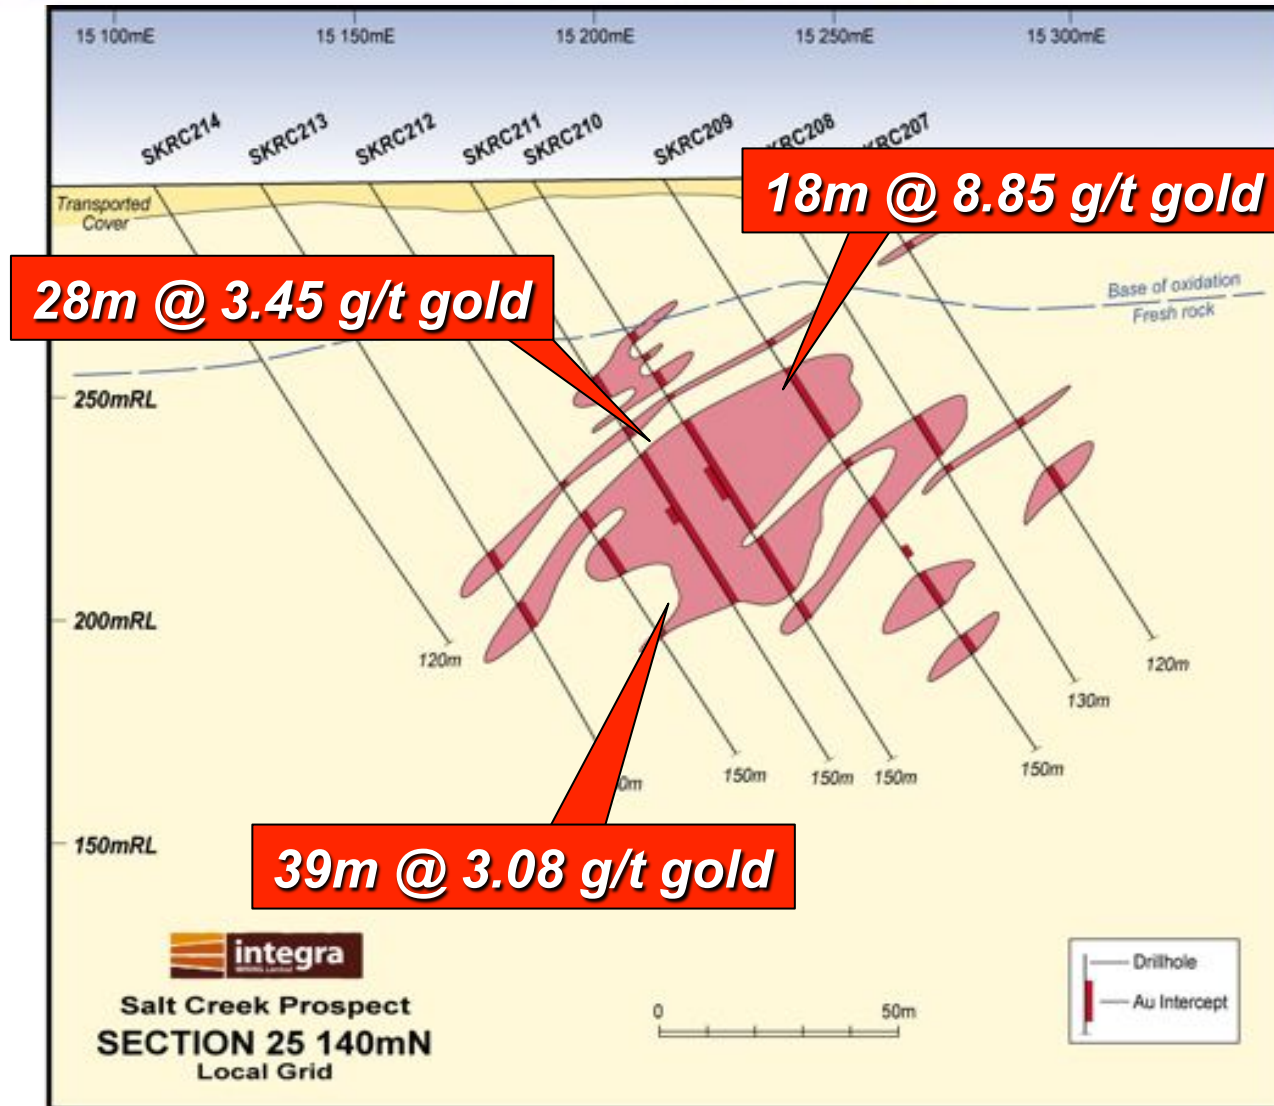 15 100mE
15 150mE
15 200mE
15 250mE
15 300mE
SKRC214
SKRC213
SKRC212
SKRC211
SKRC210
SKRC209
KRC208
KRC207
Transported
Cover
18m @ 8.85 g/t gold
28m @ 3.45 g/t gold
Base of oxidation
Fresh rock
250mRL
200mRL
120m
120m
130m
0m
150m
150m
150m
150m
150mRL
39m @ 3.08 g/t gold
integra
Salt Creek Prospect
SECTION 25 140mN
Local Grid
0
50m
Drillhole
Au Intercept